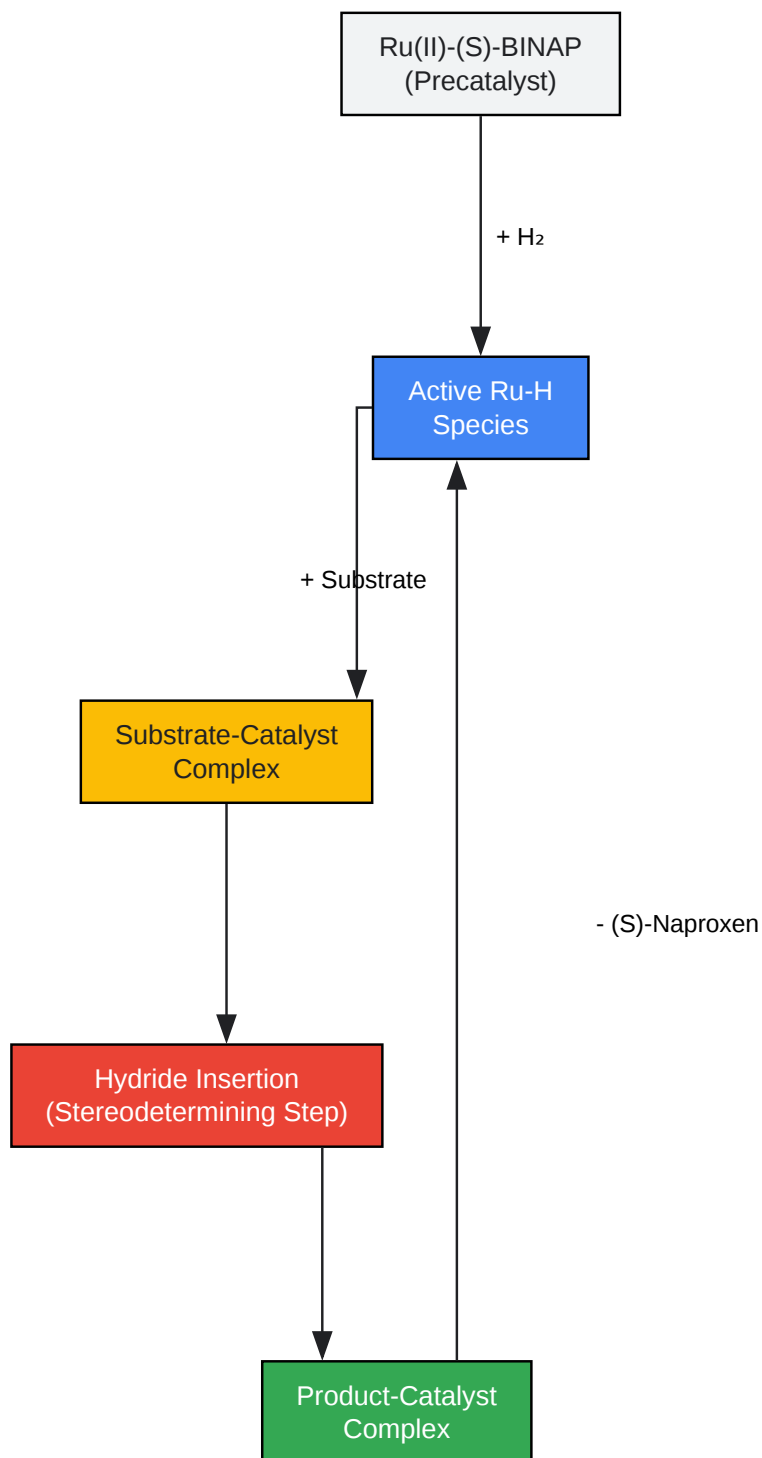 Ru(II)-(S)-BINAP
(Precatalyst)
+ H₂
Active Ru-H
Species
+ Substrate
Substrate-Catalyst
Complex
- (S)-Naproxen
Hydride Insertion
(Stereodetermining Step)
Product-Catalyst
Complex